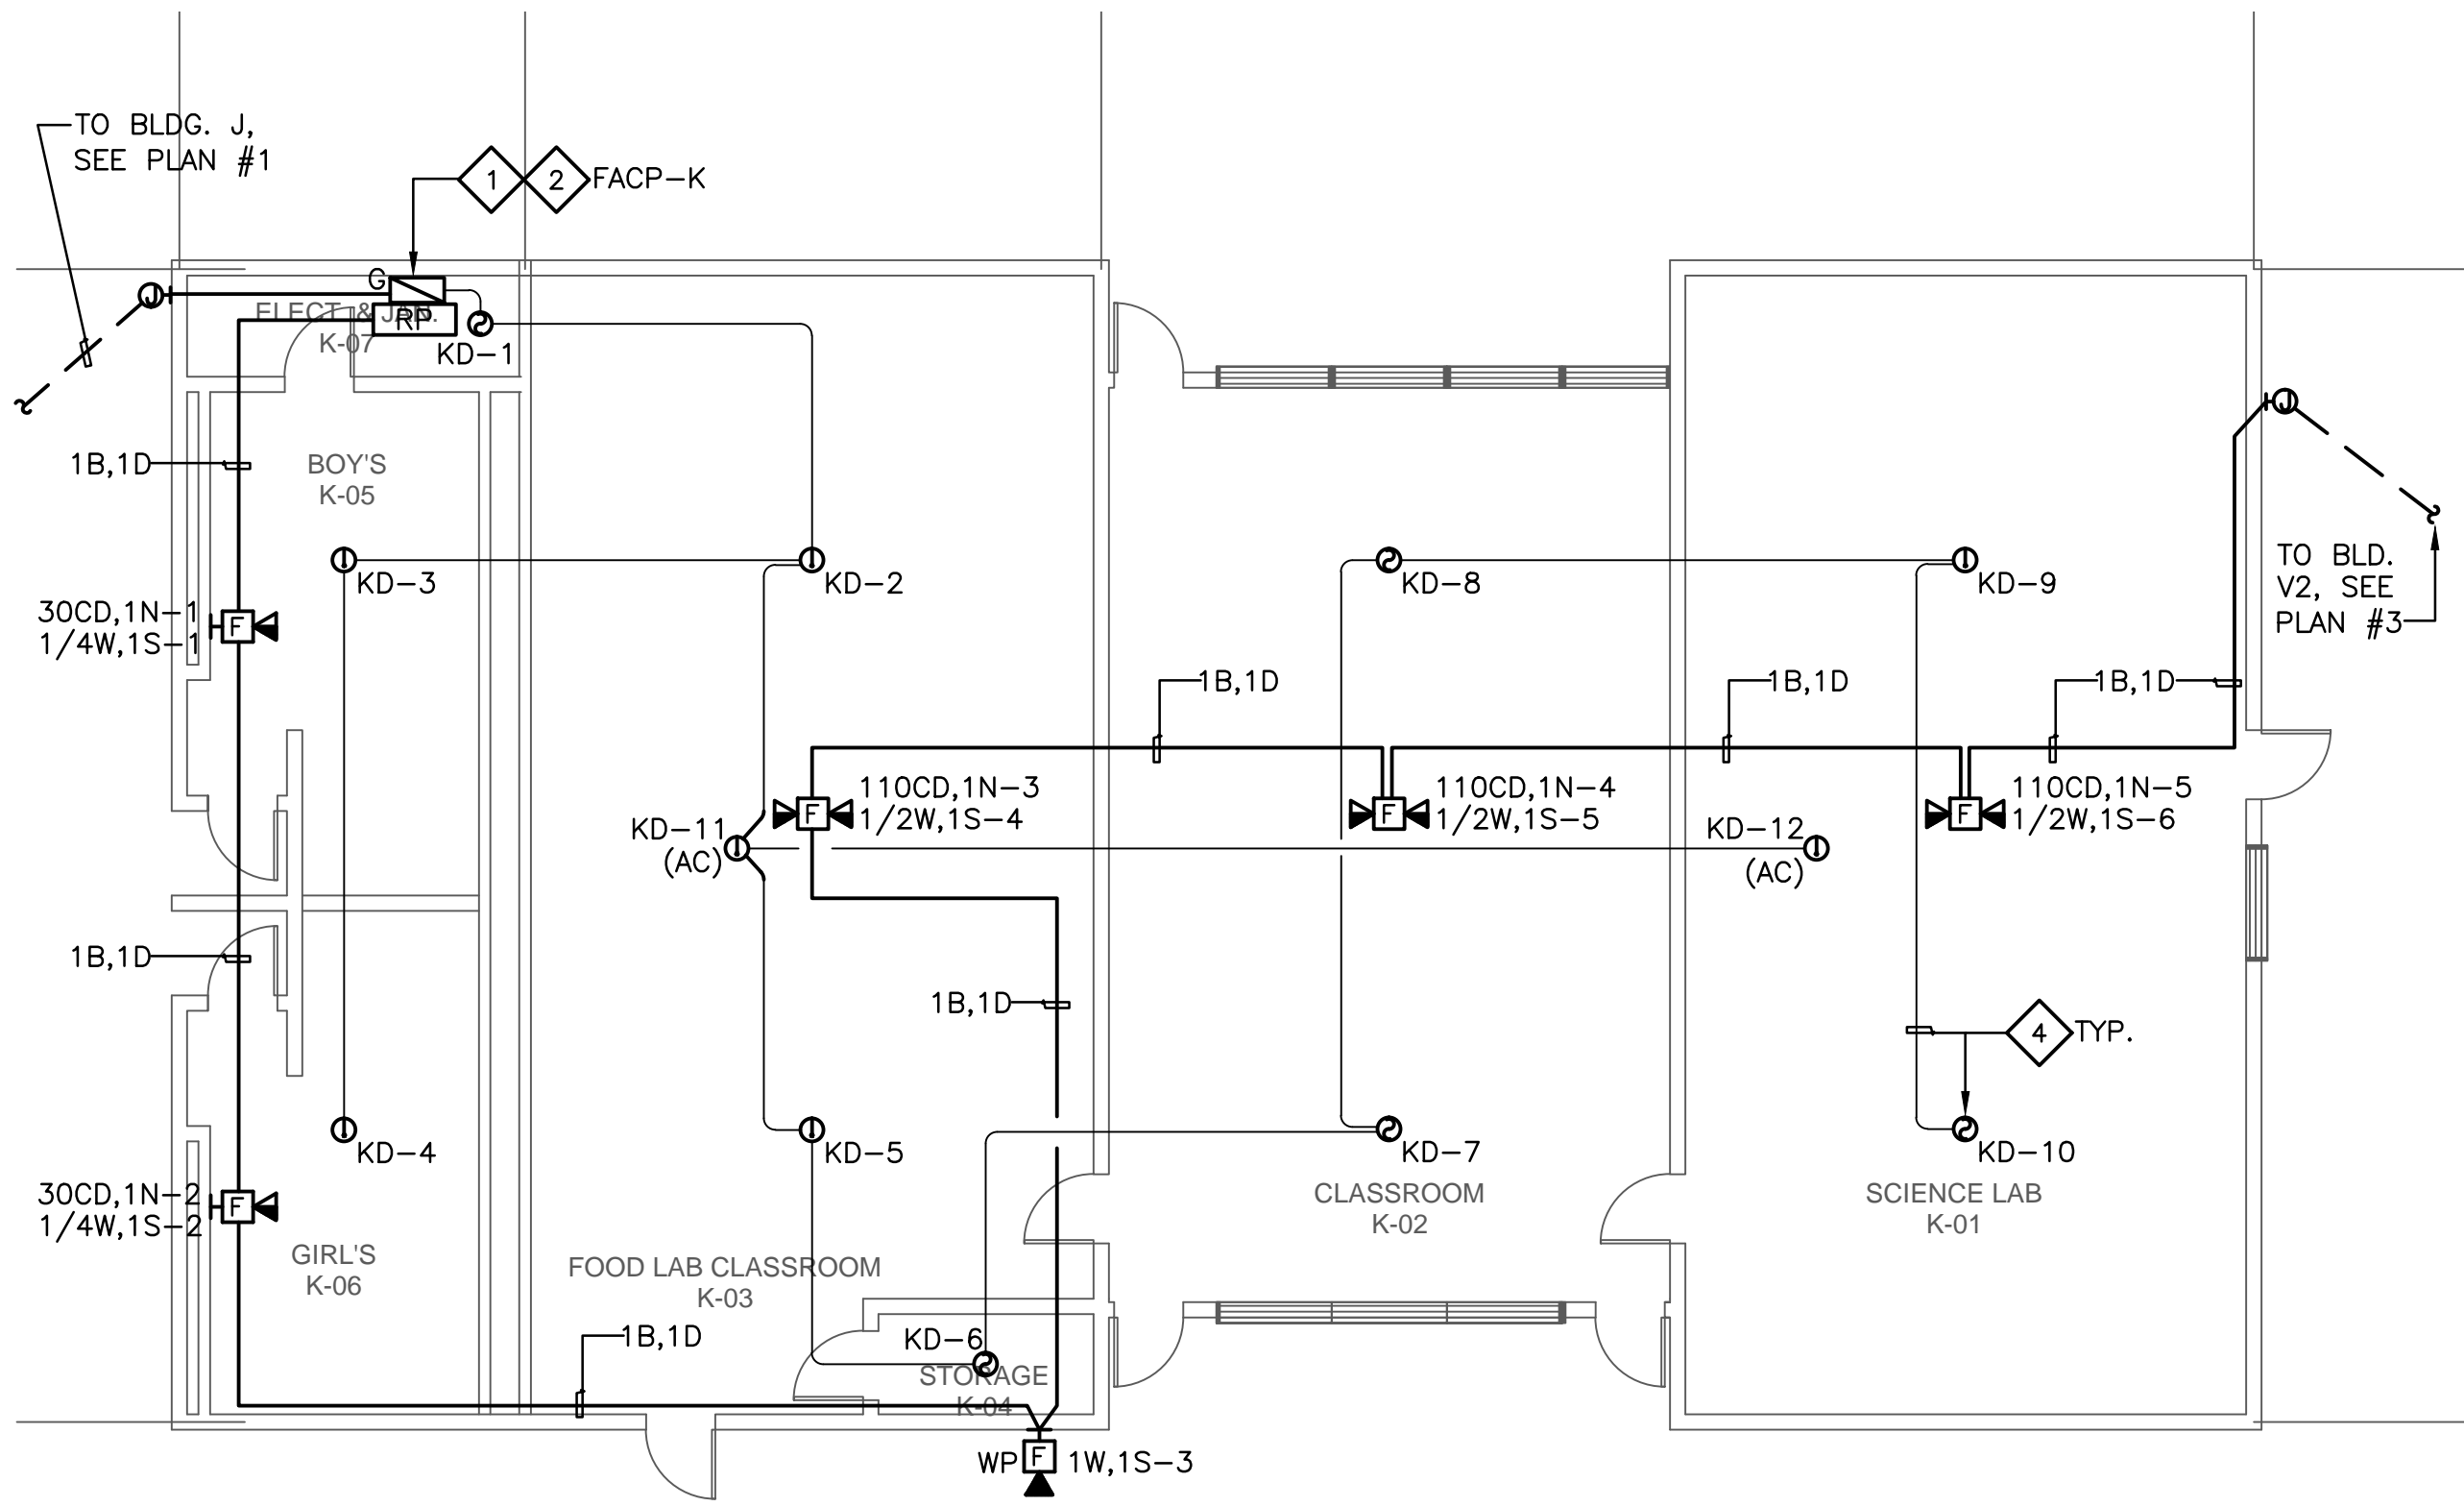 TO BLDG. J,
SEE PLAN #1
1
2
FACP-K
G
J
ELECT. & JAN.
RP
K-07
KD-1
J
1B,1D
BOY'S
K-05
KD-3
KD-2
KD-8
KD-9
TO BLD.
V2, SEE
PLAN #3
30CD,1N-1
1/4W,1S-1
F
1B,1D
1B,1D
1B,1D
110CD,1N-3
1/2W,1S-4
F
110CD,1N-4
1/2W,1S-5
F
110CD,1N-5
1/2W,1S-6
F
KD-11
(AC)
KD-12
(AC)
1B,1D
1B,1D
4
TYP.
KD-4
KD-5
KD-7
KD-10
30CD,1N-2
1/4W,1S-2
F
CLASSROOM
K-02
SCIENCE LAB
K-01
GIRL'S
K-06
FOOD LAB CLASSROOM
K-03
1B,1D
KD-6
STORAGE
K-04
WP
F
1W,1S-3